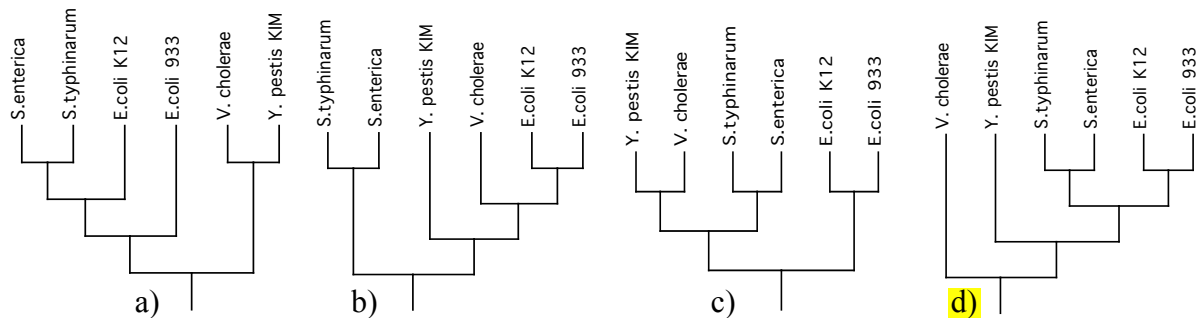 S.enterica
S.typhinarum
E.coli K12
E.coli 933
V. cholerae
Y. pestis KIM
a)
S.typhinarum
S.enterica
Y. pestis KIM
V. cholerae
E.coli K12
E.coli 933
b)
Y. pestis KIM
V. cholerae
S.typhinarum
S.enterica
E.coli K12
E.coli 933
c)
V. cholerae
Y. pestis KIM
S.typhinarum
S.enterica
E.coli K12
E.coli 933
d)